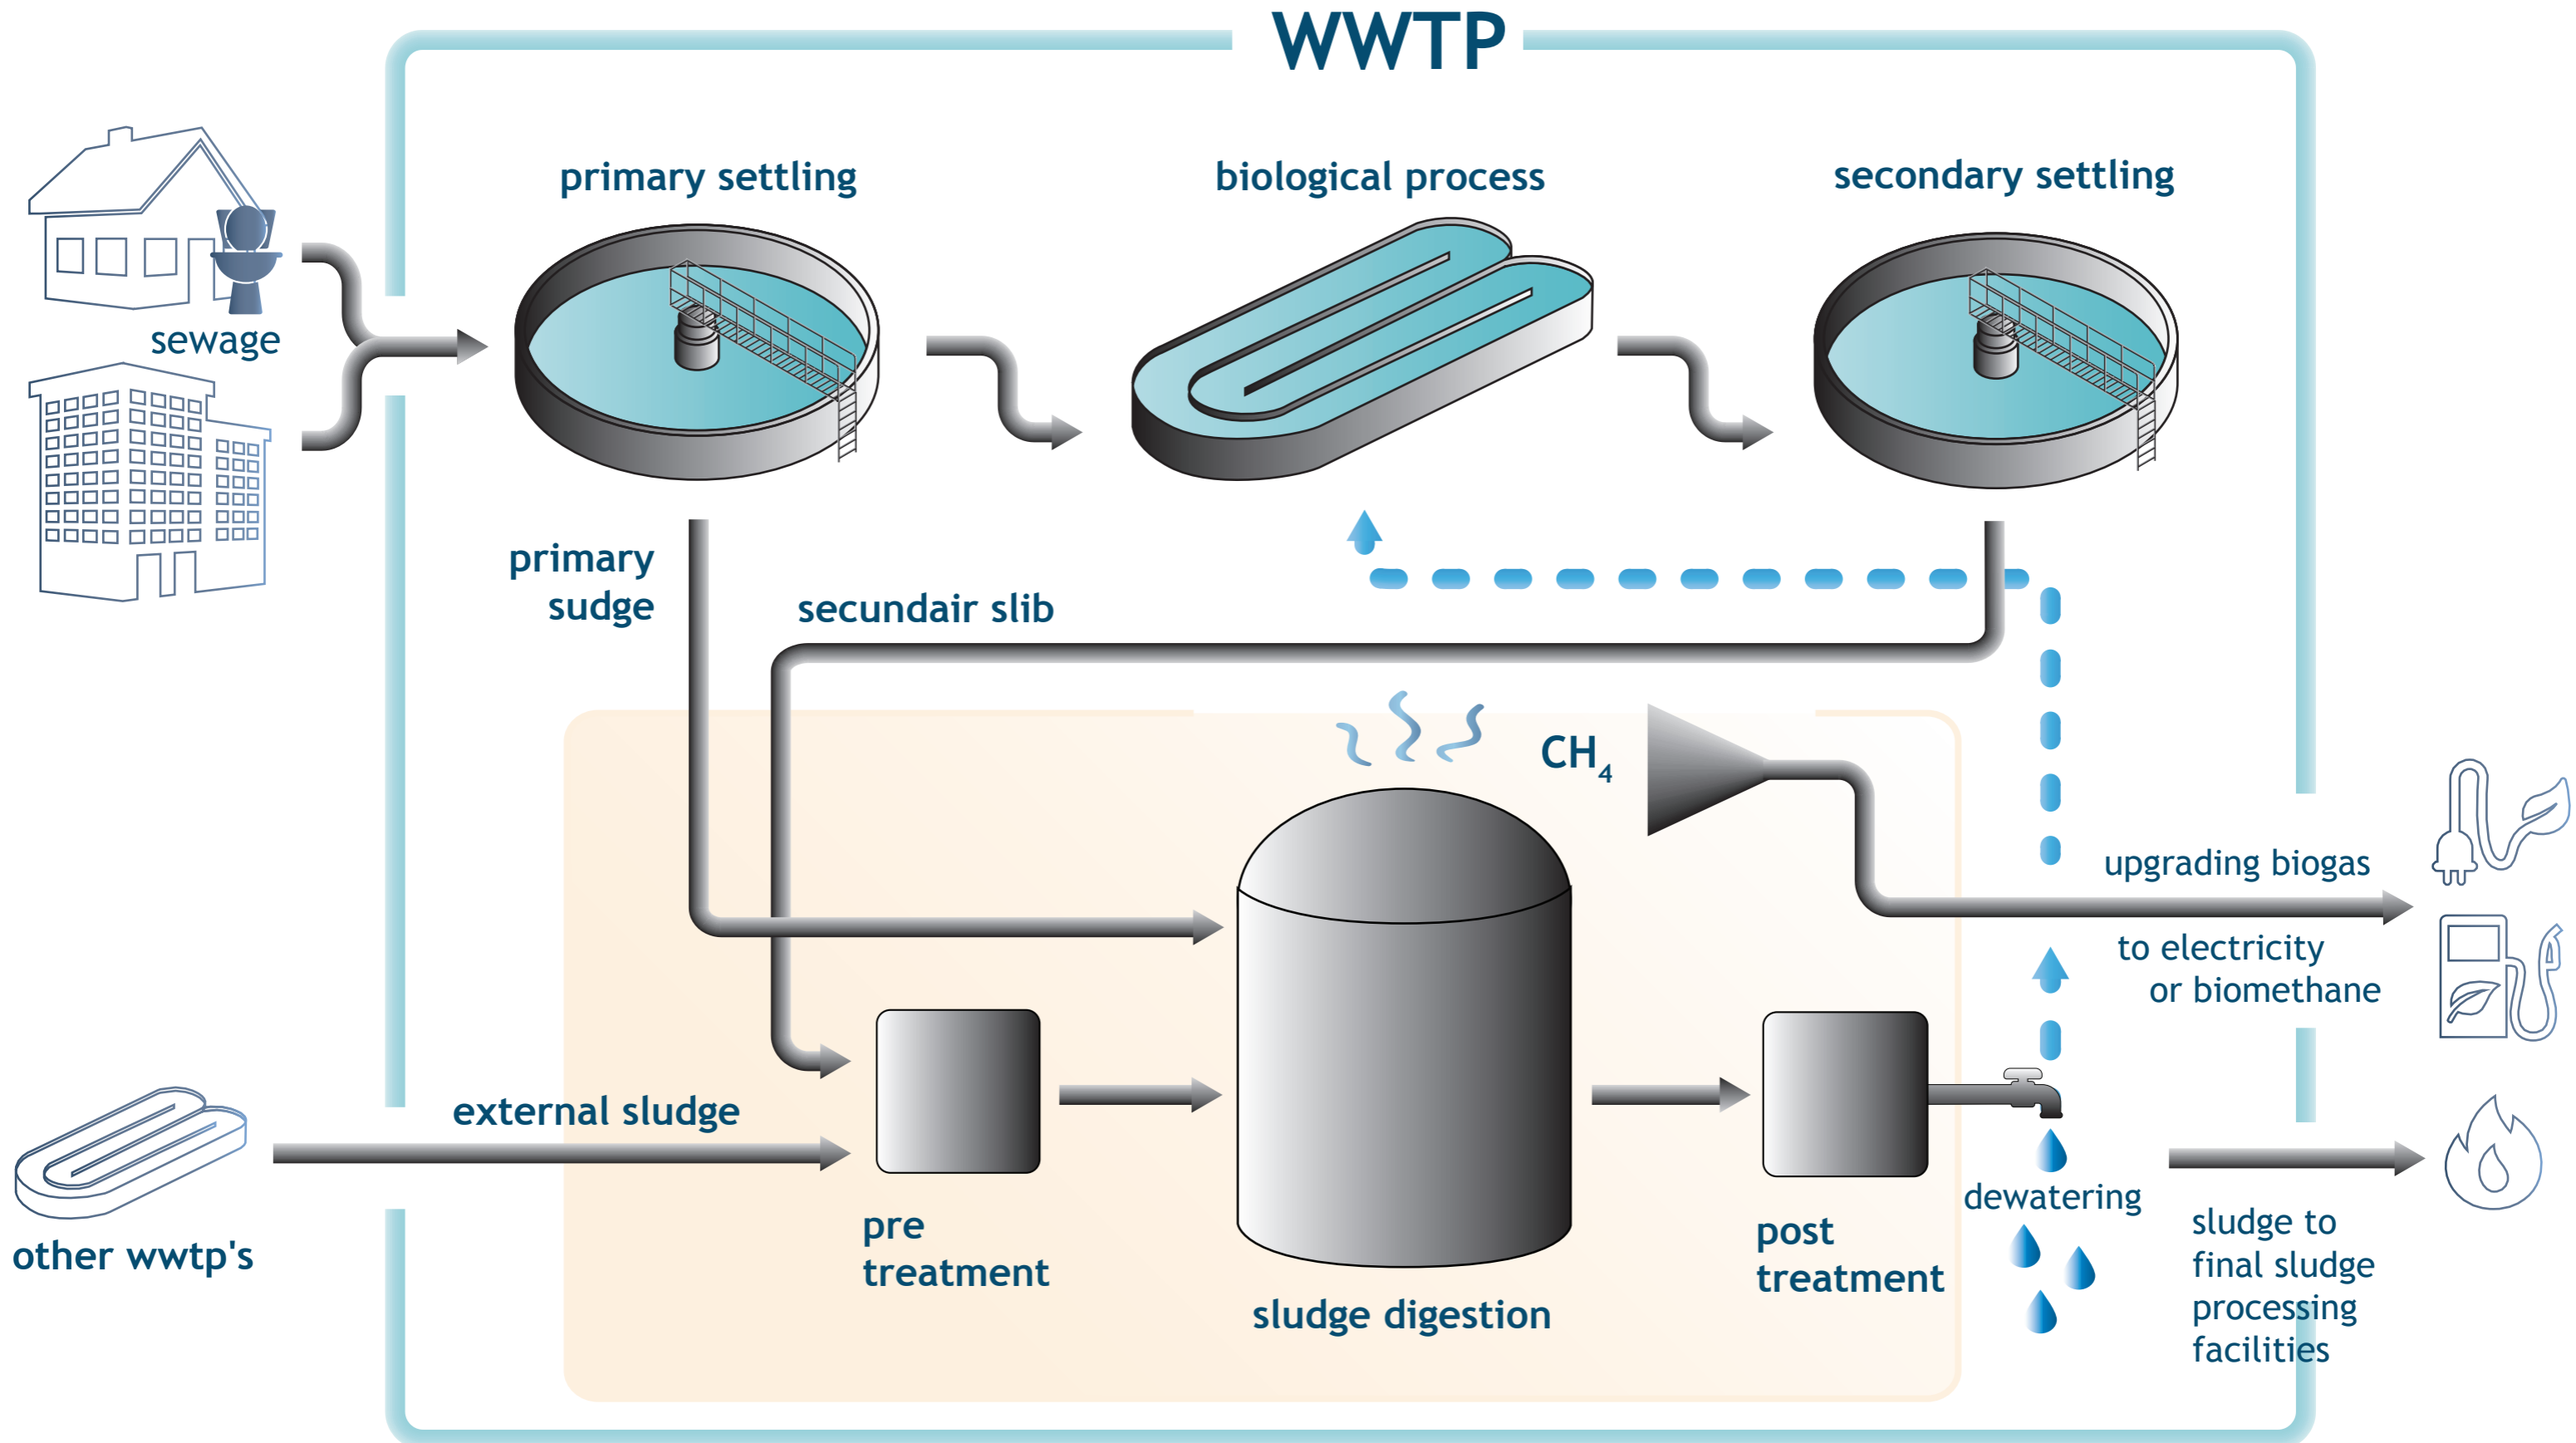 WWTP
primary settling
biological process
secondary settling
sewage
primary
sudge
secundair slib
CH₄
upgrading biogas
to electricity
or biomethane
external sludge
other wwtp's
pre
treatment
sludge digestion
post
treatment
dewatering
sludge to
final sludge
processing
facilities